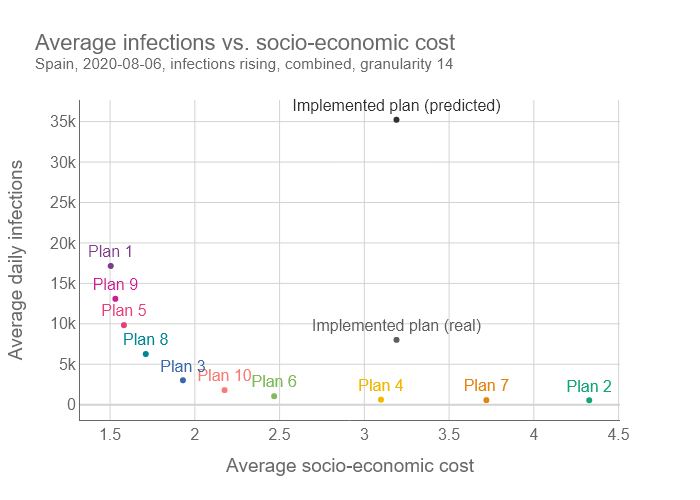 Average infections vs. socio-economic cost
Spain, 2020-08-06, infections rising, combined, granularity 14
Average daily infections
35k
30k
25k
20k
15k
10k
5k
0
Implemented plan (predicted)
Plan 1
Plan 9
Plan 5
Plan 8
Plan 3
Plan 10
Plan 6
Implemented plan (real)
Plan 4
Plan 7
Plan 2
1.5
2
2.5
3
3.5
4
4.5
Average socio-economic cost